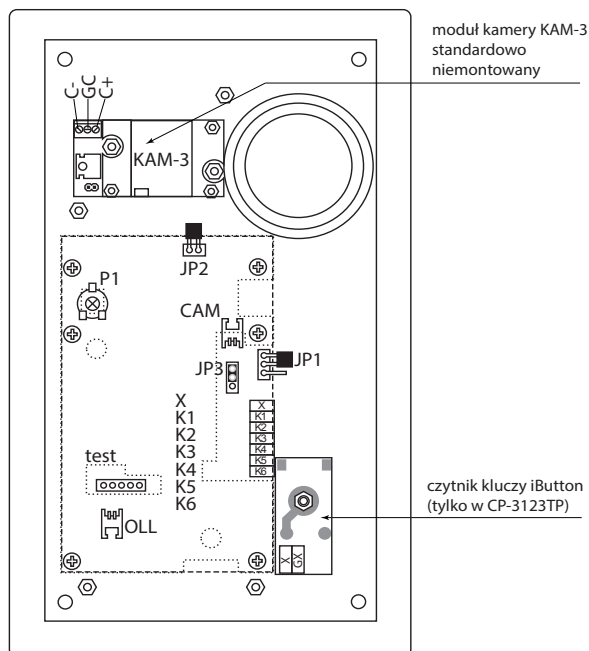 moduł kamery KAM-3
standardowo
niemontowany
C-
GC
C+
KAM-3
JP2
P1
CAM
JP3
JP1
X
K1
K2
K3
K4
K5
K6
X
K1
K2
K3
K4
K5
K6
test
OLL
czytnik kluczy iButton
(tylko w CP-3123TP)
X
GX